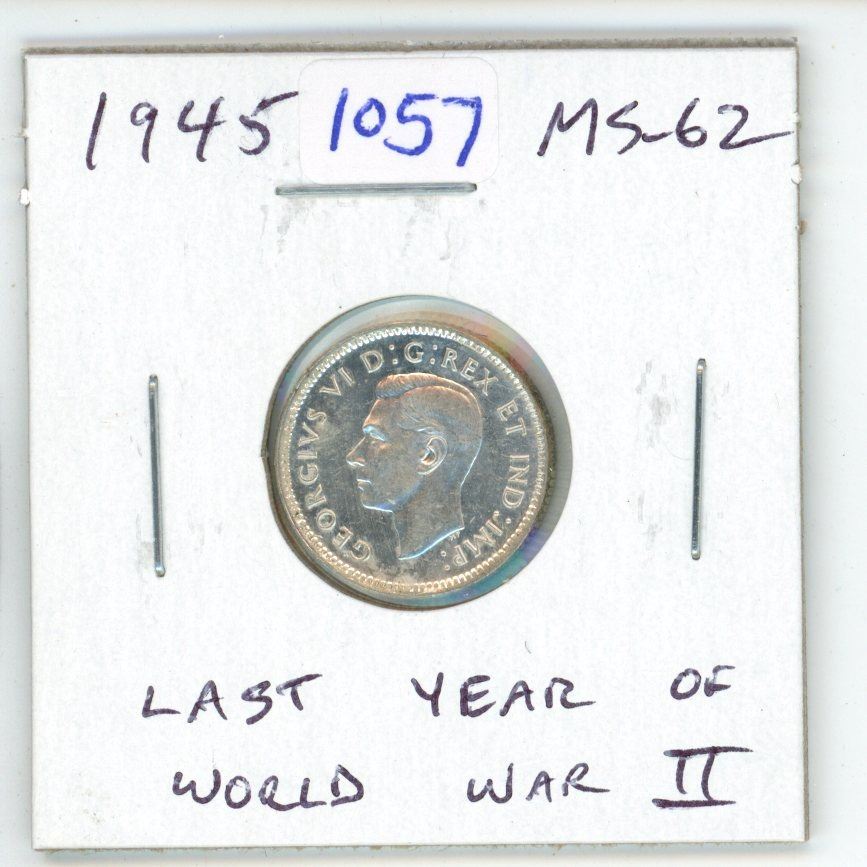 1945 1057 MS-62
GEORGIVS VI D:G:REX ET IND:IMP:
LAST YEAR OF
WORLD WAR II